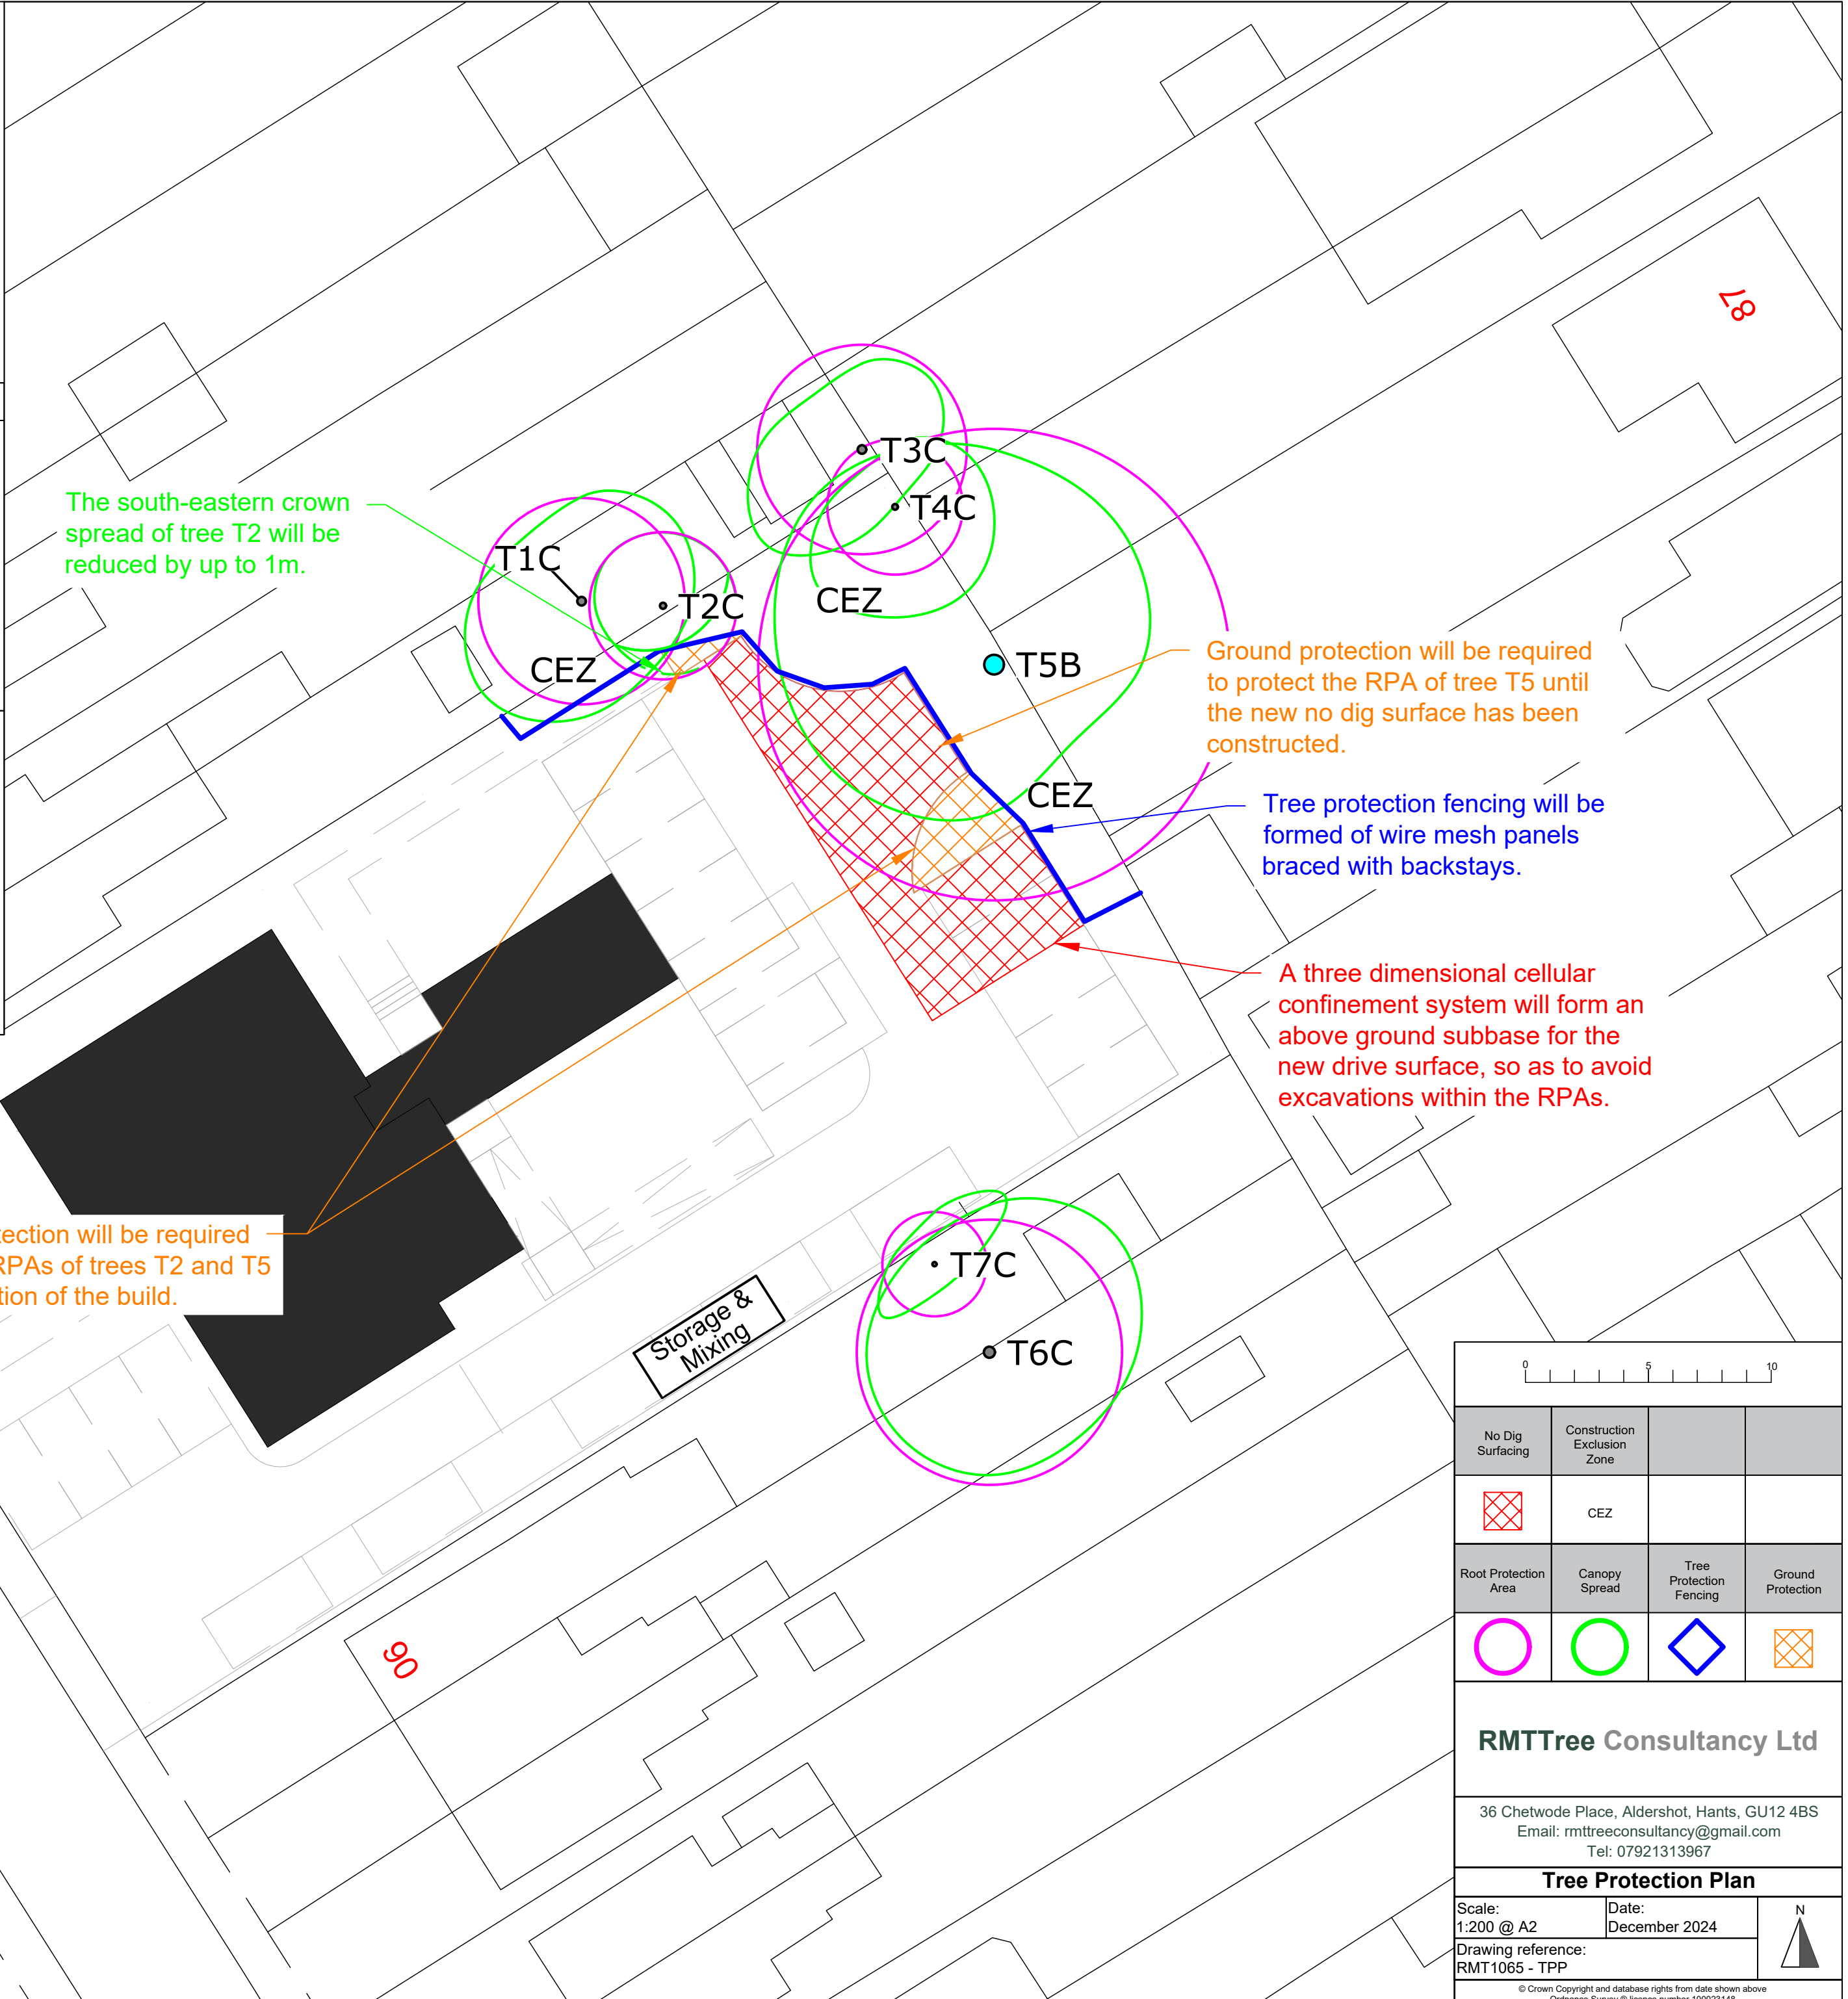 78
The south-eastern crown
spread of tree T2 will be
reduced by up to 1m.
T3C
T4C
T1C
T2C
CEZ
CEZ
T5B
Ground protection will be required
to protect the RPA of tree T5 until
the new no dig surface has been
constructed.
CEZ
Tree protection fencing will be
formed of wire mesh panels
braced with backstays.
A three dimensional cellular
confinement system will form an
above ground subbase for the
new drive surface, so as to avoid
excavations within the RPAs.
tection will be required
RPAs of trees T2 and T5
tion of the build.
Storage &
Mixing
T7C
T6C
90
0 5 10
No Dig
Surfacing
Construction
Exclusion
Zone
CEZ
Root Protection
Area
Canopy
Spread
Tree
Protection
Fencing
Ground
Protection
RMTTree Consultancy Ltd
36 Chetwode Place, Aldershot, Hants, GU12 4BS
Email: rmttreeconsultancy@gmail.com
Tel: 07921313967
Tree Protection Plan
Scale:
1:200 @ A2
Date:
December 2024
N
Drawing reference:
RMT1065 - TPP
© Crown Copyright and database rights from date shown above
Ordnance Survey ® licence number 100023148